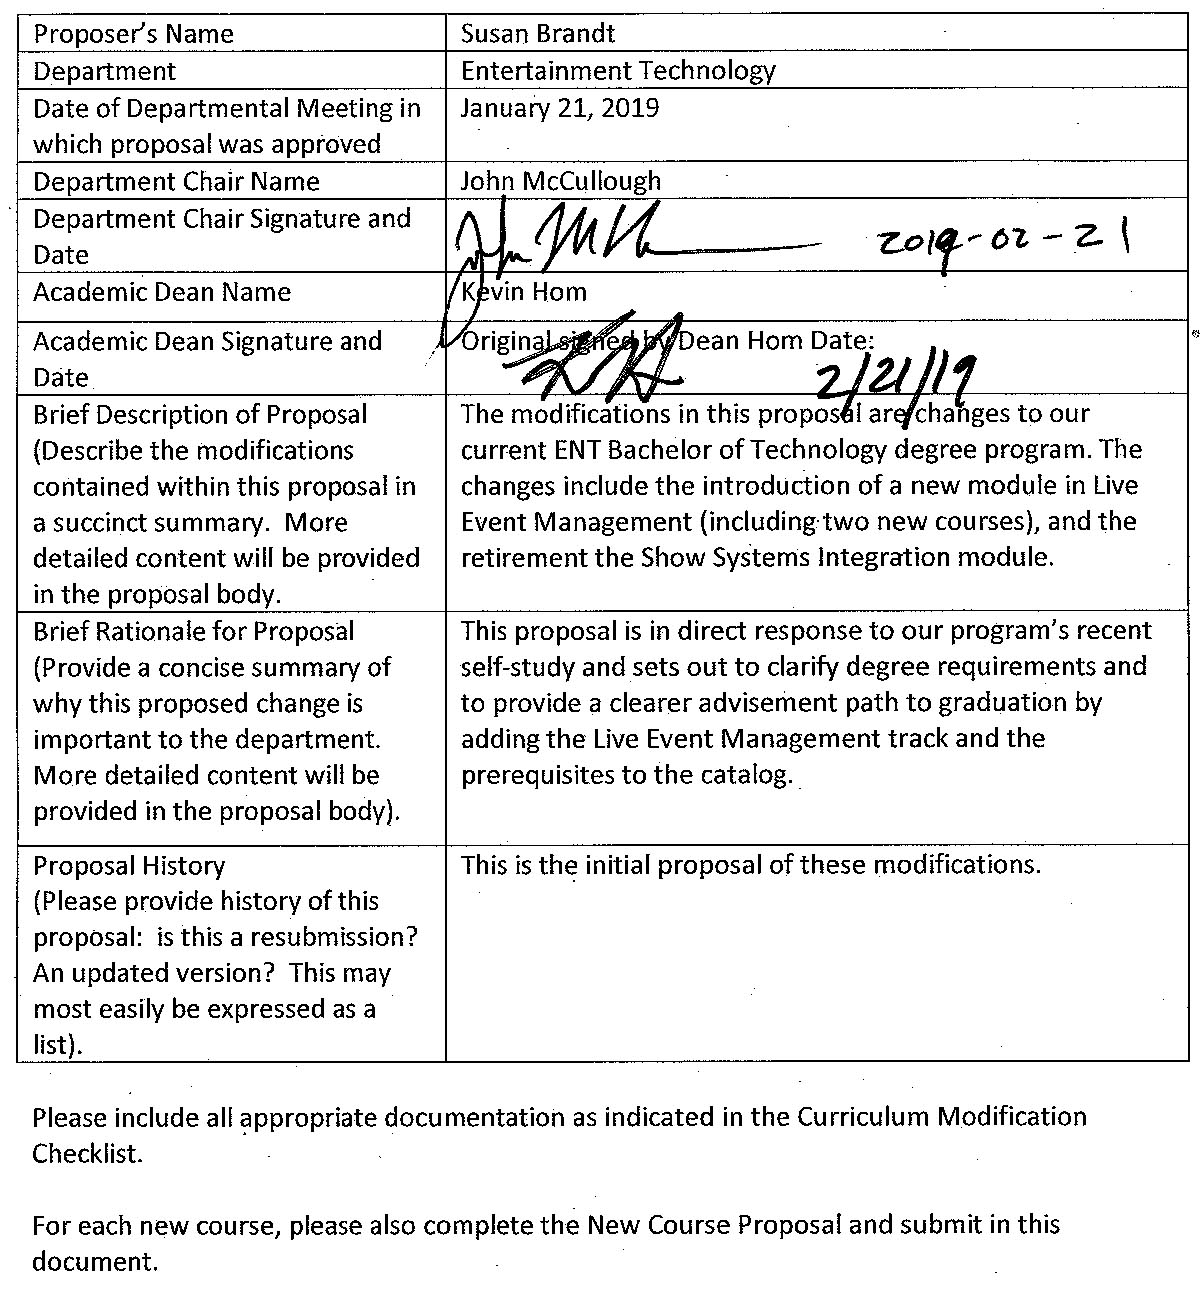 Proposer's Name
Susan Brandt
Department
Entertainment Technology
Date of Departmental Meeting in
which proposal was approved
January 21, 2019
Department Chair Name
John McCullough
Department Chair Signature and
Date
John 2019-02-21
Academic Dean Name
Kevin Hom
Academic Dean Signature and
Date
Original signed by Dean Hom Date:
KH 2/21/19
Brief Description of Proposal
(Describe the modifications
contained within this proposal in
a succinct summary. More
detailed content will be provided
in the proposal body.
The modifications in this proposal are changes to our
current ENT Bachelor of Technology degree program. The
changes include the introduction of a new module in Live
Event Management (including two new courses), and the
retirement the Show Systems Integration module.
Brief Rationale for Proposal
(Provide a concise summary of
why this proposed change is
important to the department.
More detailed content will be
provided in the proposal body).
This proposal is in direct response to our program's recent
self-study and sets out to clarify degree requirements and
to provide a clearer advisement path to graduation by
adding the Live Event Management track and the
prerequisites to the catalog.
Proposal History
(Please provide history of this
proposal: is this a resubmission?
An updated version? This may
most easily be expressed as a
list).
This is the initial proposal of these modifications.
Please include all appropriate documentation as indicated in the Curriculum Modification
Checklist.
For each new course, please also complete the New Course Proposal and submit in this
document.